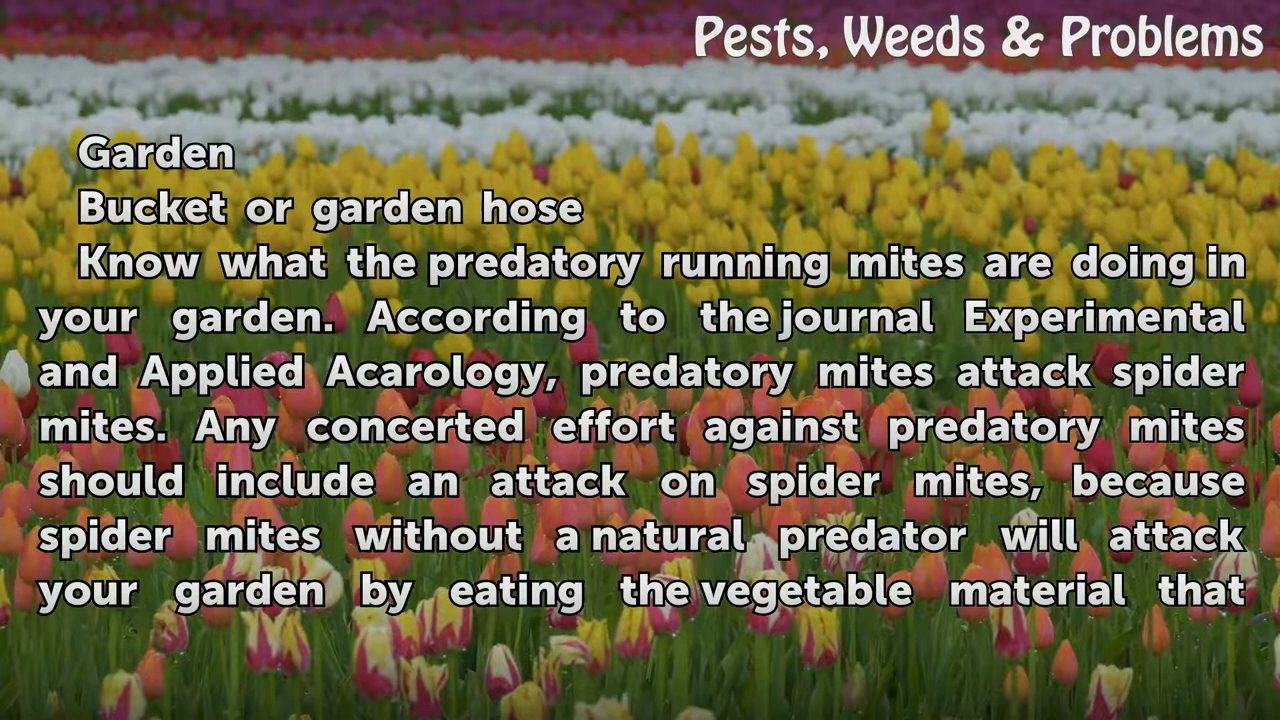 Pests, Weeds & Problems
Garden
Bucket or garden hose
Know what the predatory running mites are doing in
your garden. According to the journal Experimental
and Applied Acarology, predatory mites attack spider
mites. Any concerted effort against predatory mites
should include an attack on spider mites, because
spider mites without a natural predator will attack
your garden by eating the vegetable material that